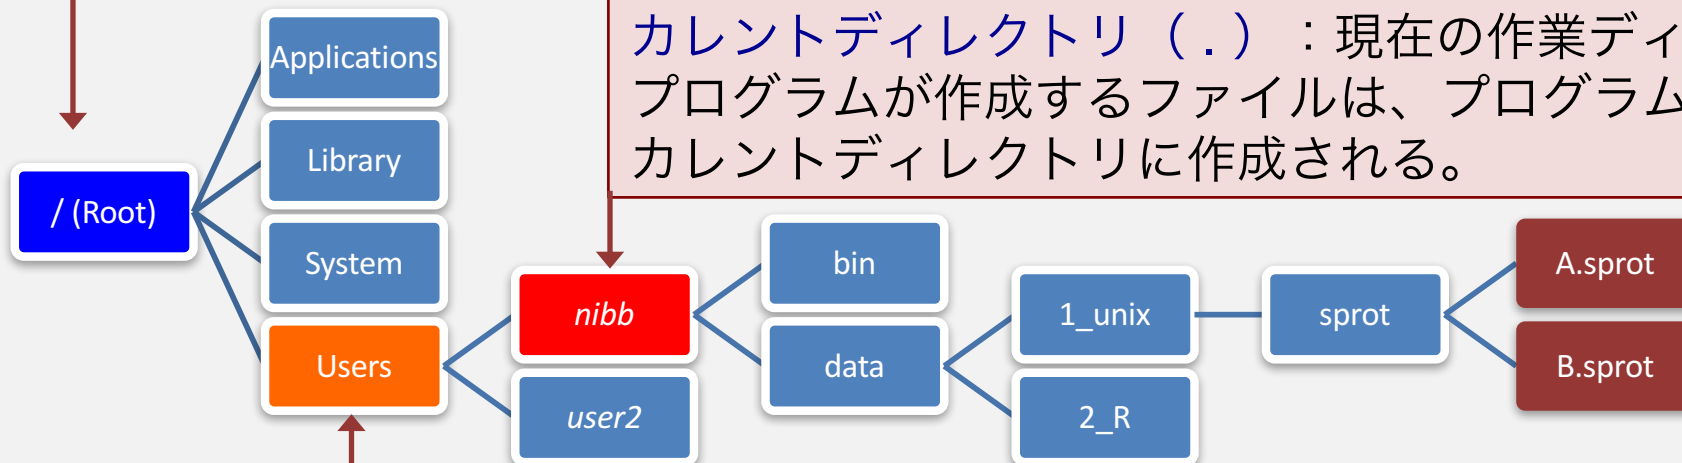 カレントディレクトリ（.）：現在の作業ディ
プログラムが作成するファイルは、プログラム
カレントディレクトリに作成される。
Applications
Library
/ (Root)
System
Users
nibb
user2
bin
data
1_unix
2_R
sprot
A.sprot
B.sprot